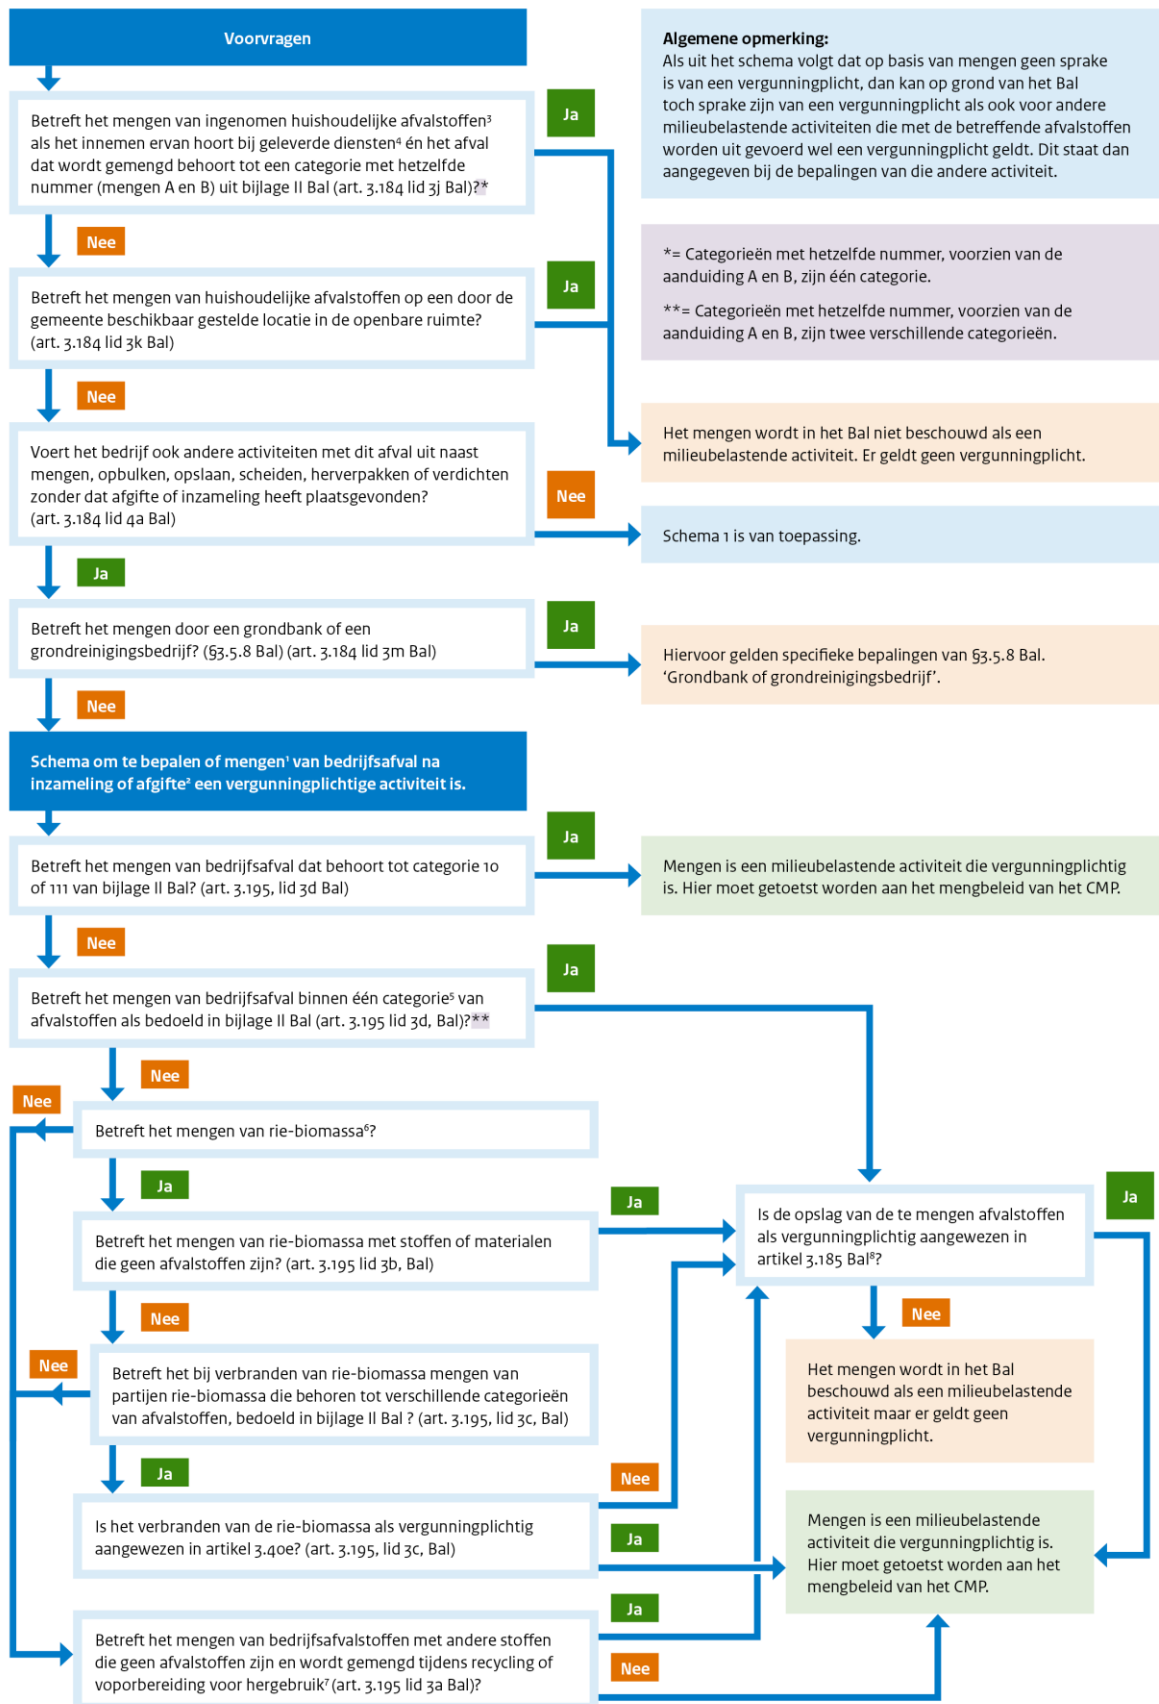 Voorvragen
Betreft het mengen van ingenomen huishoudelijke afvalstoffen³
als het innemen ervan hoort bij geleverde diensten⁴ én het afval
dat wordt gemengd behoort tot een categorie met hetzelfde
nummer (mengen A en B) uit bijlage II Bal (art. 3.184 lid 3j Bal)?*
Ja
Nee
Betreft het mengen van huishoudelijke afvalstoffen op een door de
gemeente beschikbaar gestelde locatie in de openbare ruimte?
(art. 3.184 lid 3k Bal)
Ja
Nee
Voert het bedrijf ook andere activiteiten met dit afval uit naast
mengen, opbulken, opslaan, scheiden, herverpakken of verdichten
zonder dat afgifte of inzameling heeft plaatsgevonden?
(art. 3.184 lid 4a Bal)
Nee
Ja
Betreft het mengen door een grondbank of een
grondreinigingsbedrijf? (§3.5.8 Bal) (art. 3.184 lid 3m Bal)
Ja
Nee
Algemene opmerking:
Als uit het schema volgt dat op basis van mengen geen sprake
is van een vergunningplicht, dan kan op grond van het Bal
toch sprake zijn van een vergunningplicht als ook voor andere
milieubelastende activiteiten die met de betreffende afvalstoffen
worden uit gevoerd wel een vergunningplicht geldt. Dit staat dan
aangegeven bij de bepalingen van die andere activiteit.
*= Categorieën met hetzelfde nummer, voorzien van de
aanduiding A en B, zijn één categorie.
**= Categorieën met hetzelfde nummer, voorzien van de
aanduiding A en B, zijn twee verschillende categorieën.
Het mengen wordt in het Bal niet beschouwd als een
milieubelastende activiteit. Er geldt geen vergunningplicht.
Schema 1 is van toepassing.
Hiervoor gelden specifieke bepalingen van §3.5.8 Bal.
‘Grondbank of grondreinigingsbedrijf’.
Schema om te bepalen of mengen¹ van bedrijfsafval na
inzameling of afgifte² een vergunningplichtige activiteit is.
Betreft het mengen van bedrijfsafval dat behoort tot categorie 10
of 111 van bijlage II Bal? (art. 3.195, lid 3d Bal)
Ja
Mengen is een milieubelastende activiteit die vergunningplichtig
is. Hier moet getoetst worden aan het mengbeleid van het CMP.
Nee
Betreft het mengen van bedrijfsafval binnen één categorie⁵ van
afvalstoffen als bedoeld in bijlage II Bal (art. 3.195 lid 3d, Bal)?**
Ja
Nee
Nee
Betreft het mengen van rie-biomassa⁶?
Ja
Betreft het mengen van rie-biomassa met stoffen of materialen
die geen afvalstoffen zijn? (art. 3.195 lid 3b, Bal)
Ja
Nee
Nee
Betreft het bij verbranden van rie-biomassa mengen van
partijen rie-biomassa die behoren tot verschillende categorieën
van afvalstoffen, bedoeld in bijlage II Bal ? (art. 3.195, lid 3c, Bal)
Ja
Is het verbranden van de rie-biomassa als vergunningplichtig
aangewezen in artikel 3.40e? (art. 3.195, lid 3c, Bal)
Nee
Ja
Betreft het mengen van bedrijfsafvalstoffen met andere stoffen
die geen afvalstoffen zijn en wordt gemengd tijdens recycling of
voporbereiding voor hergebruik⁷ (art. 3.195 lid 3a Bal)?
Ja
Nee
Is de opslag van de te mengen afvalstoffen
als vergunningplichtig aangewezen in
artikel 3.185 Bal⁸?
Ja
Nee
Het mengen wordt in het Bal
beschouwd als een milieubelastende
activiteit maar er geldt geen
vergunningplicht.
Mengen is een milieubelastende
activiteit die vergunningplichtig is.
Hier moet getoetst worden aan het
mengbeleid van het CMP.